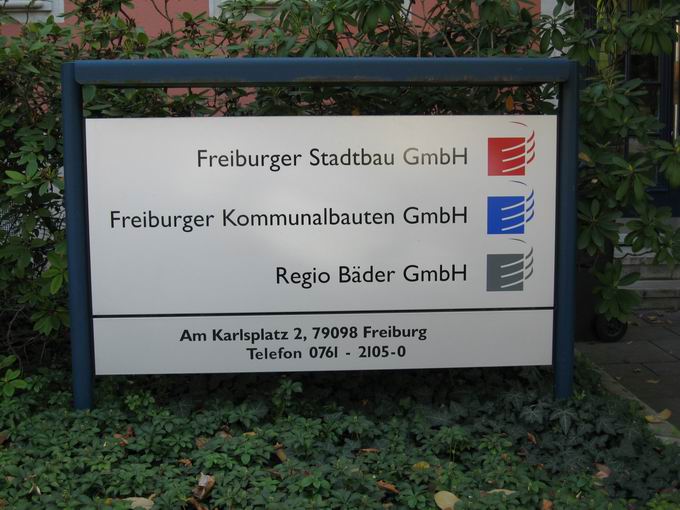 Freiburger Stadtbau GmbH
Freiburger Kommunalbauten GmbH
Regio Bäder GmbH
Am Karlsplatz 2, 79098 Freiburg
Telefon 0761 - 2105-0